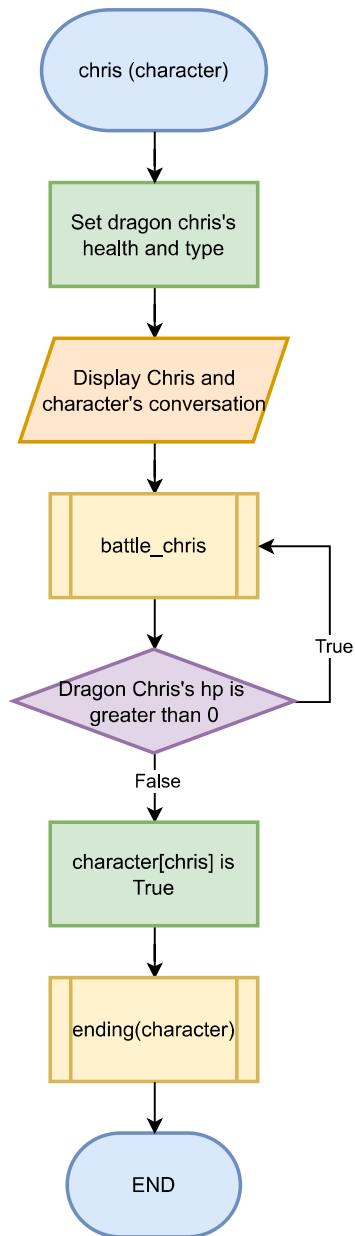 chris (character)
Set dragon chris's
health and type
Display Chris and
character's conversation
battle_chris
True
Dragon Chris's hp is
greater than 0
False
character[chris] is
True
ending(character)
END